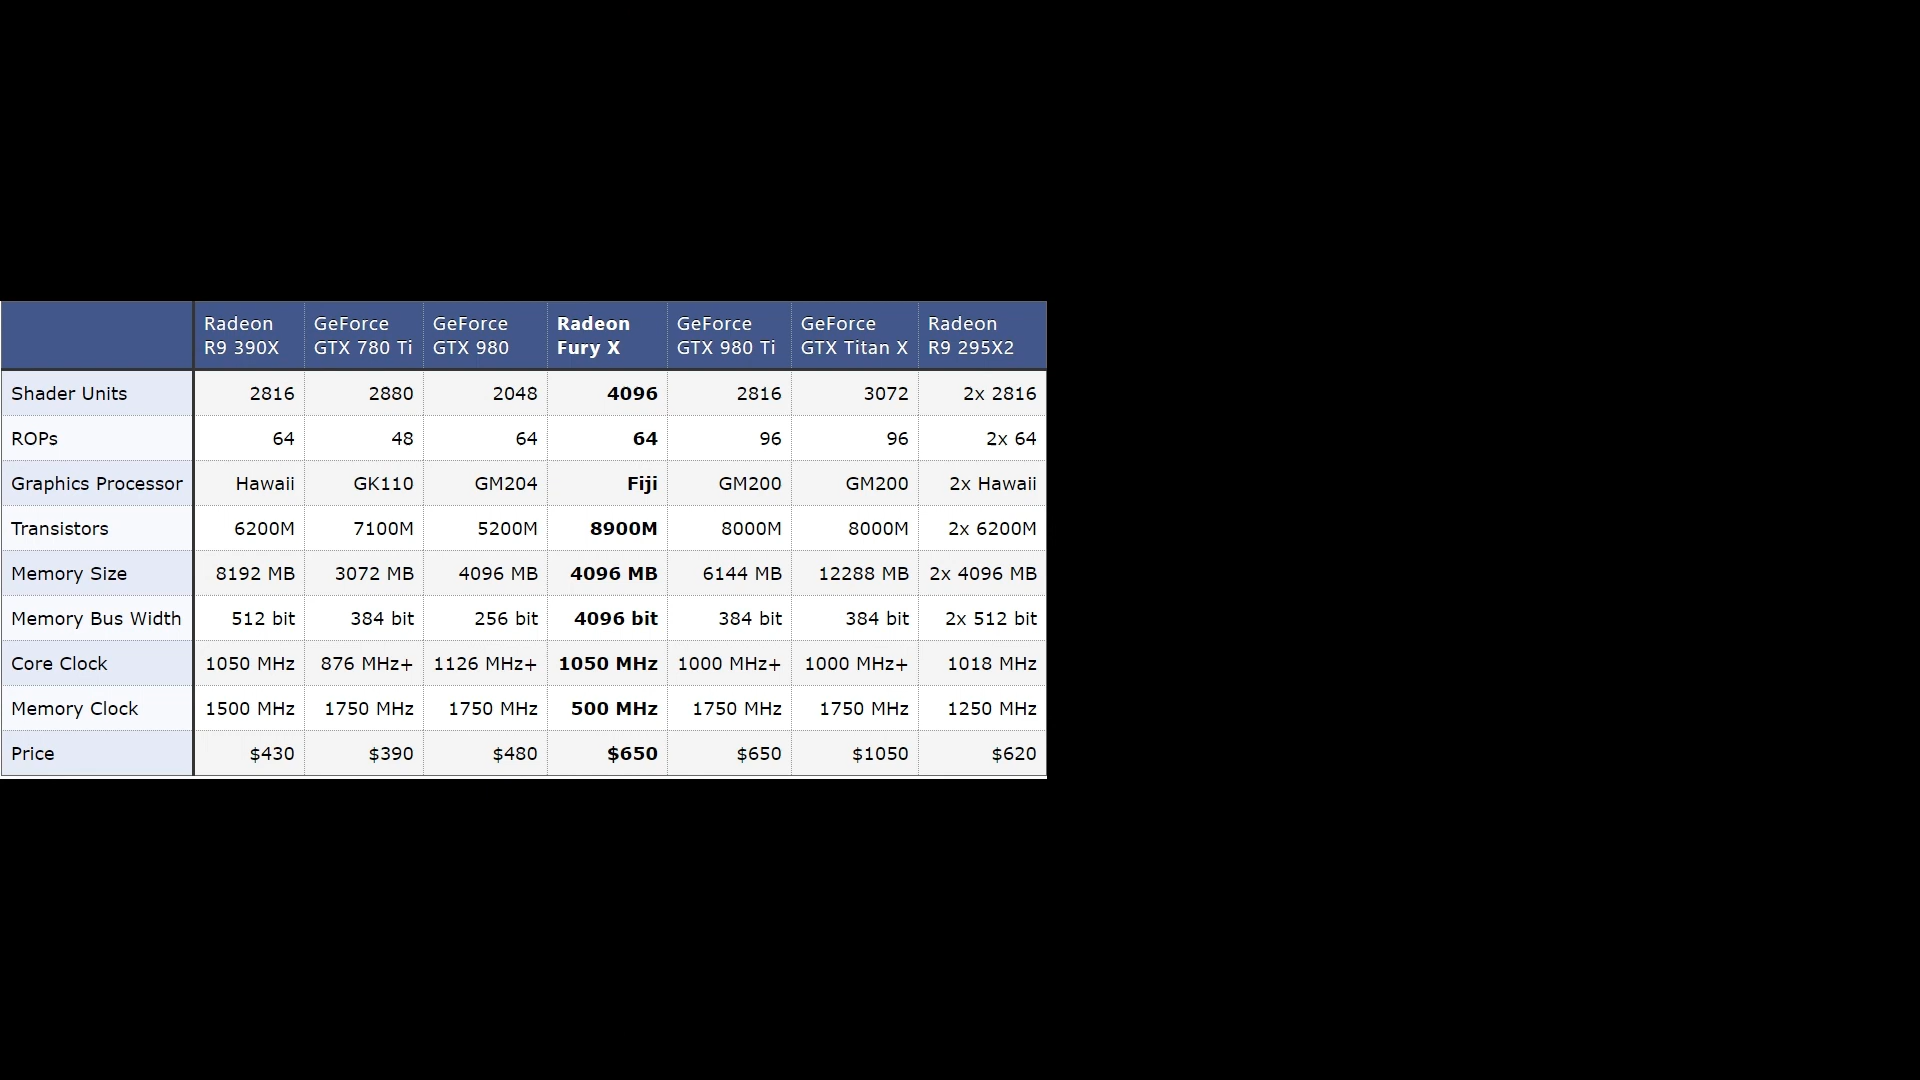 Radeon R9 390X GeForce GTX 780 Ti GeForce GTX 980 Radeon Fury X GeForce GTX 980 Ti GeForce GTX Titan X Radeon R9 295X2
Shader Units 2816 2880 2048 4096 2816 3072 2x 2816
ROPs 64 48 64 64 96 96 2x 64
Graphics Processor Hawaii GK110 GM204 Fiji GM200 GM200 2x Hawaii
Transistors 6200M 7100M 5200M 8900M 8000M 8000M 2x 6200M
Memory Size 8192 MB 3072 MB 4096 MB 4096 MB 6144 MB 12288 MB 2x 4096 MB
Memory Bus Width 512 bit 384 bit 256 bit 4096 bit 384 bit 384 bit 2x 512 bit
Core Clock 1050 MHz 876 MHz+ 1126 MHz+ 1050 MHz 1000 MHz+ 1000 MHz+ 1018 MHz
Memory Clock 1500 MHz 1750 MHz 1750 MHz 500 MHz 1750 MHz 1750 MHz 1250 MHz
Price $430 $390 $480 $650 $650 $1050 $620